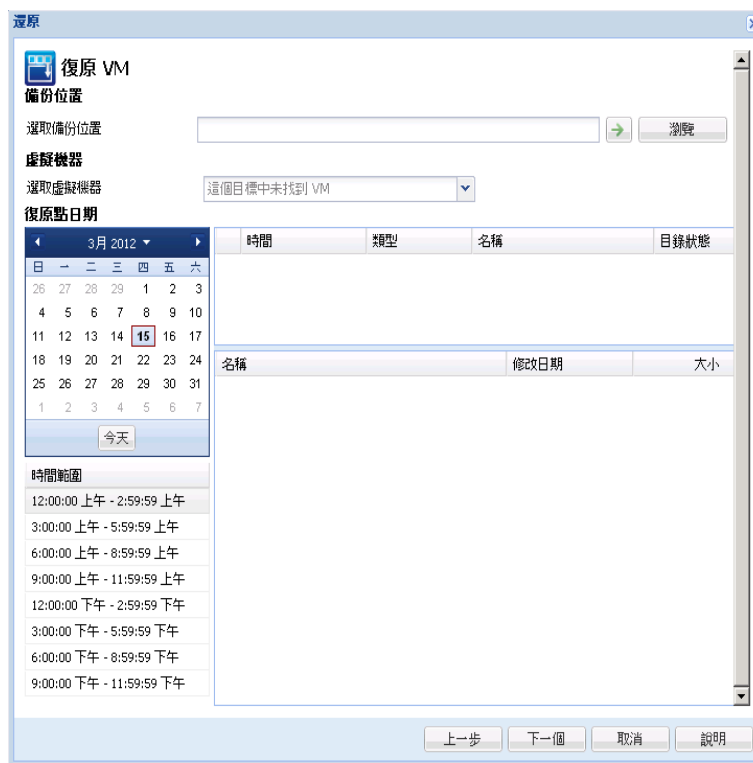 還原
復原 VM
備份位置
選取備份位置
瀏覽
虛擬機器
選取虛擬機器 這個目標中未找到 VM
復原點日期
3月 2012
日 一 二 三 四 五 六
26 27 28 29 1 2 3
4 5 6 7 8 9 10
11 12 13 14 15 16 17
18 19 20 21 22 23 24
25 26 27 28 29 30 31
1 2 3 4 5 6 7
今天
時間 類型 名稱 目錄狀態
名稱 修改日期 大小
時間範圍
12:00:00 上午 - 2:59:59 上午
3:00:00 上午 - 5:59:59 上午
6:00:00 上午 - 8:59:59 上午
9:00:00 上午 - 11:59:59 上午
12:00:00 下午 - 2:59:59 下午
3:00:00 下午 - 5:59:59 下午
6:00:00 下午 - 8:59:59 下午
9:00:00 下午 - 11:59:59 下午
上一步 下一個 取消 說明